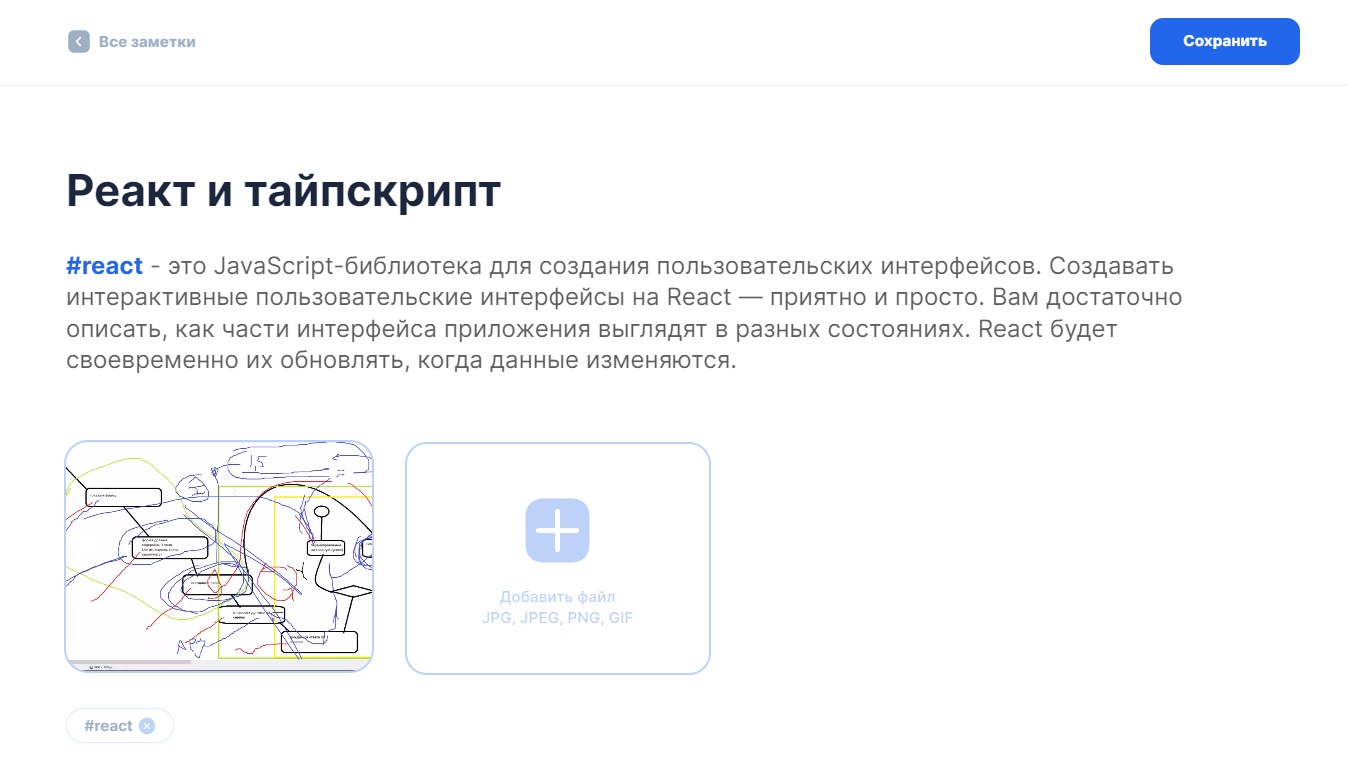 Все заметки
Сохранить
Реакт и тайпскрипт
#react - это JavaScript-библиотека для создания пользовательских интерфейсов. Создавать
интерактивные пользовательские интерфейсы на React — приятно и просто. Вам достаточно
описать, как части интерфейса приложения выглядят в разных состояниях. React будет
своевременно их обновлять, когда данные изменяются.
1,5
Добавить файл
JPG, JPEG, PNG, GIF
#react